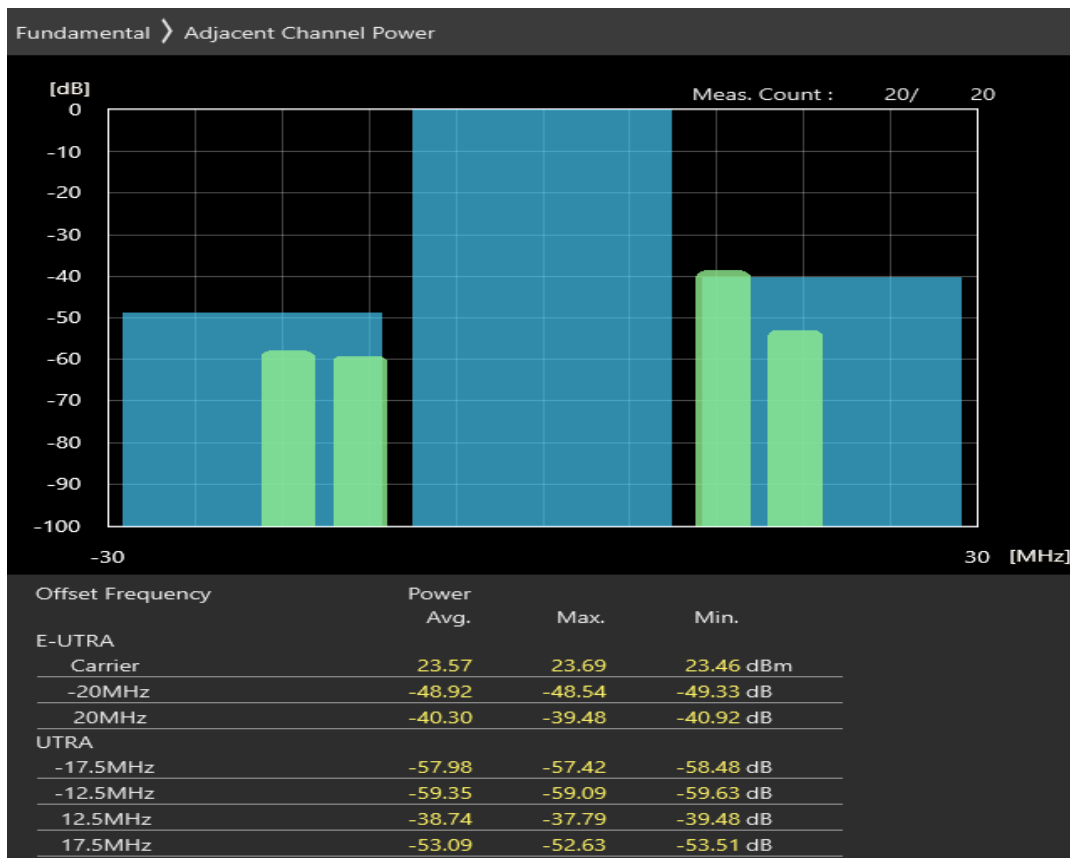 Fundamental 〉 Adjacent Channel Power
[dB]
Meas. Count : 20/ 20
0
-10
-20
-30
-40
-50
-60
-70
-80
-90
-100
-30 30 [MHz]
Offset Frequency Power
Avg. Max. Min.
E-UTRA
Carrier 23.57 23.69 23.46 dBm
-20MHz -48.92 -48.54 -49.33 dB
20MHz -40.30 -39.48 -40.92 dB
UTRA
-17.5MHz -57.98 -57.42 -58.48 dB
-12.5MHz -59.35 -59.09 -59.63 dB
12.5MHz -38.74 -37.79 -39.48 dB
17.5MHz -53.09 -52.63 -53.51 dB